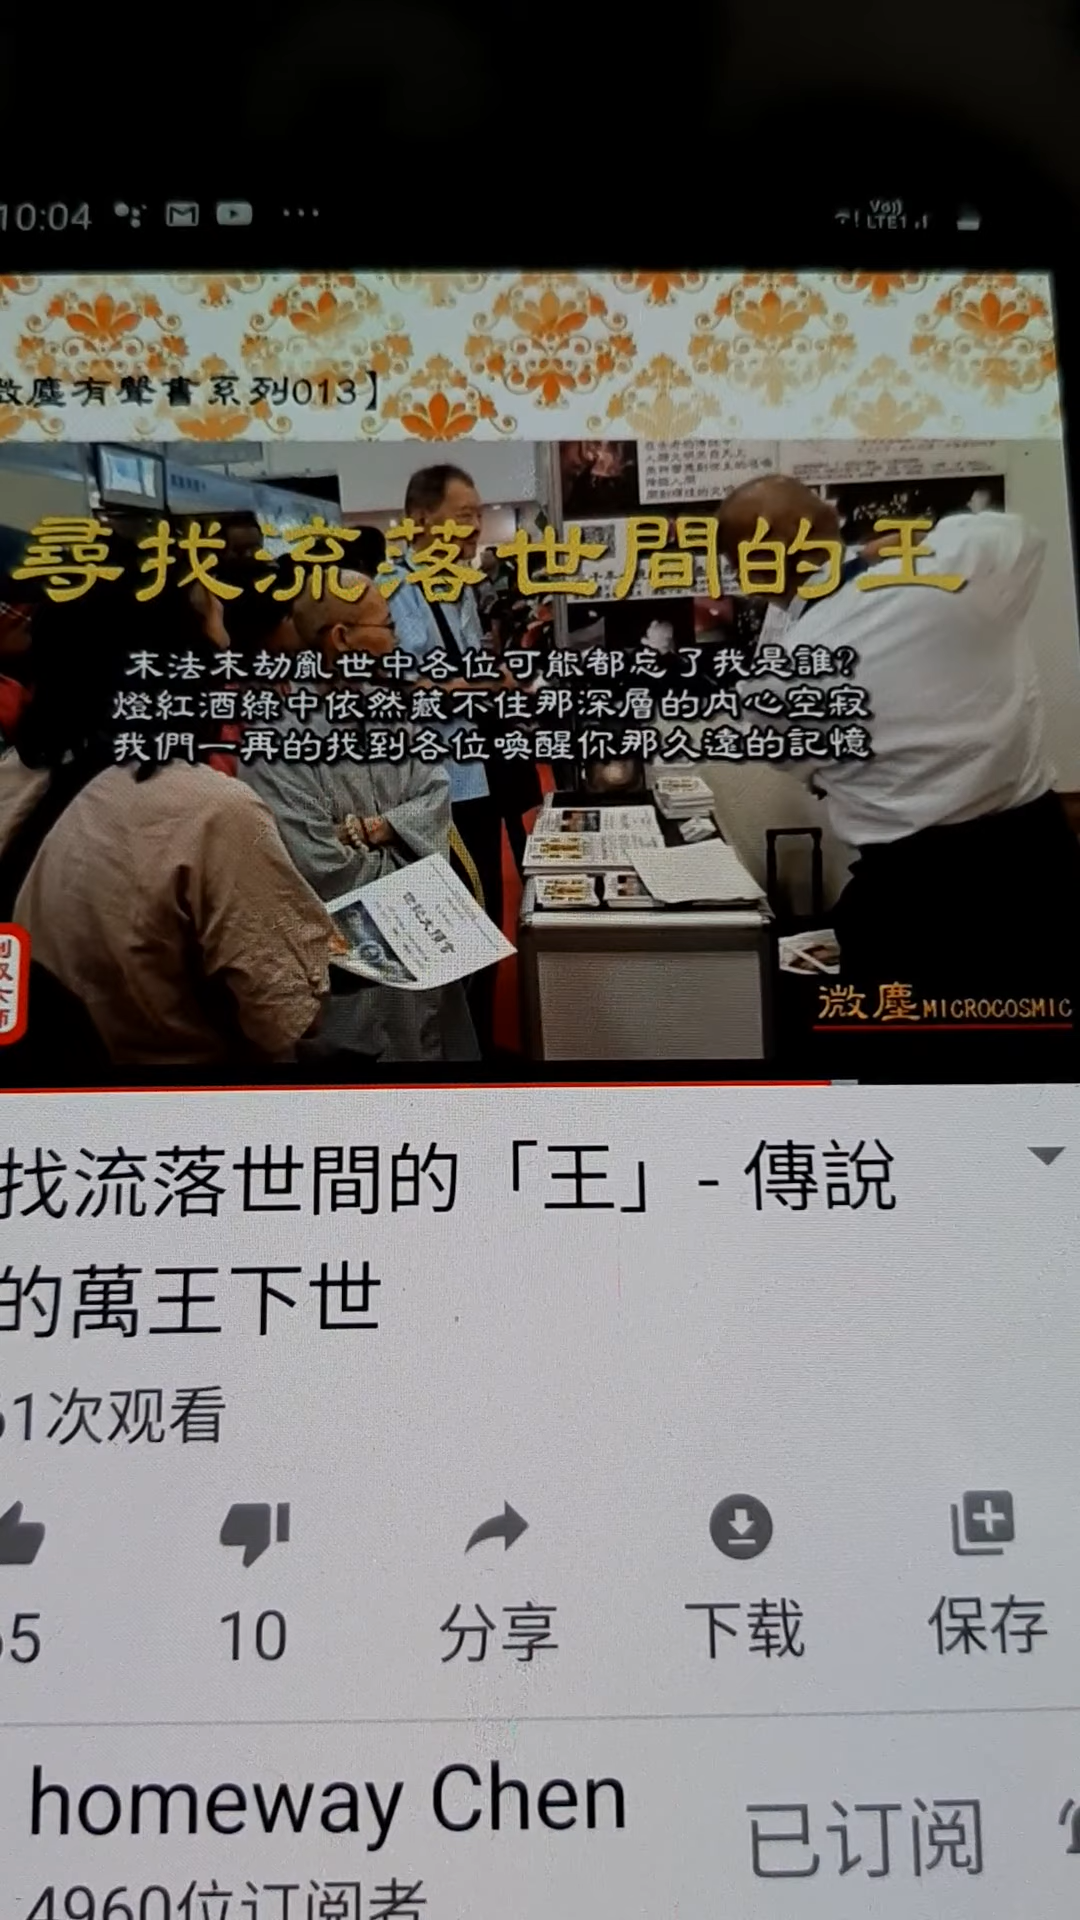 10:04
Vo))
LTE1
微塵有聲書系列013】
尋找流落世間的王
末法末劫亂世中各位可能都忘了我是誰?
燈紅酒綠中依然藏不住那深層的內心空寂
我們一再的找到各位喚醒你那久遠的記憶
微塵MICROCOSMIC
找流落世間的「王」- 傳說
的萬王下世
61次观看
65
10
分享
下载
保存
homeway Chen
已订阅
4960位订阅者